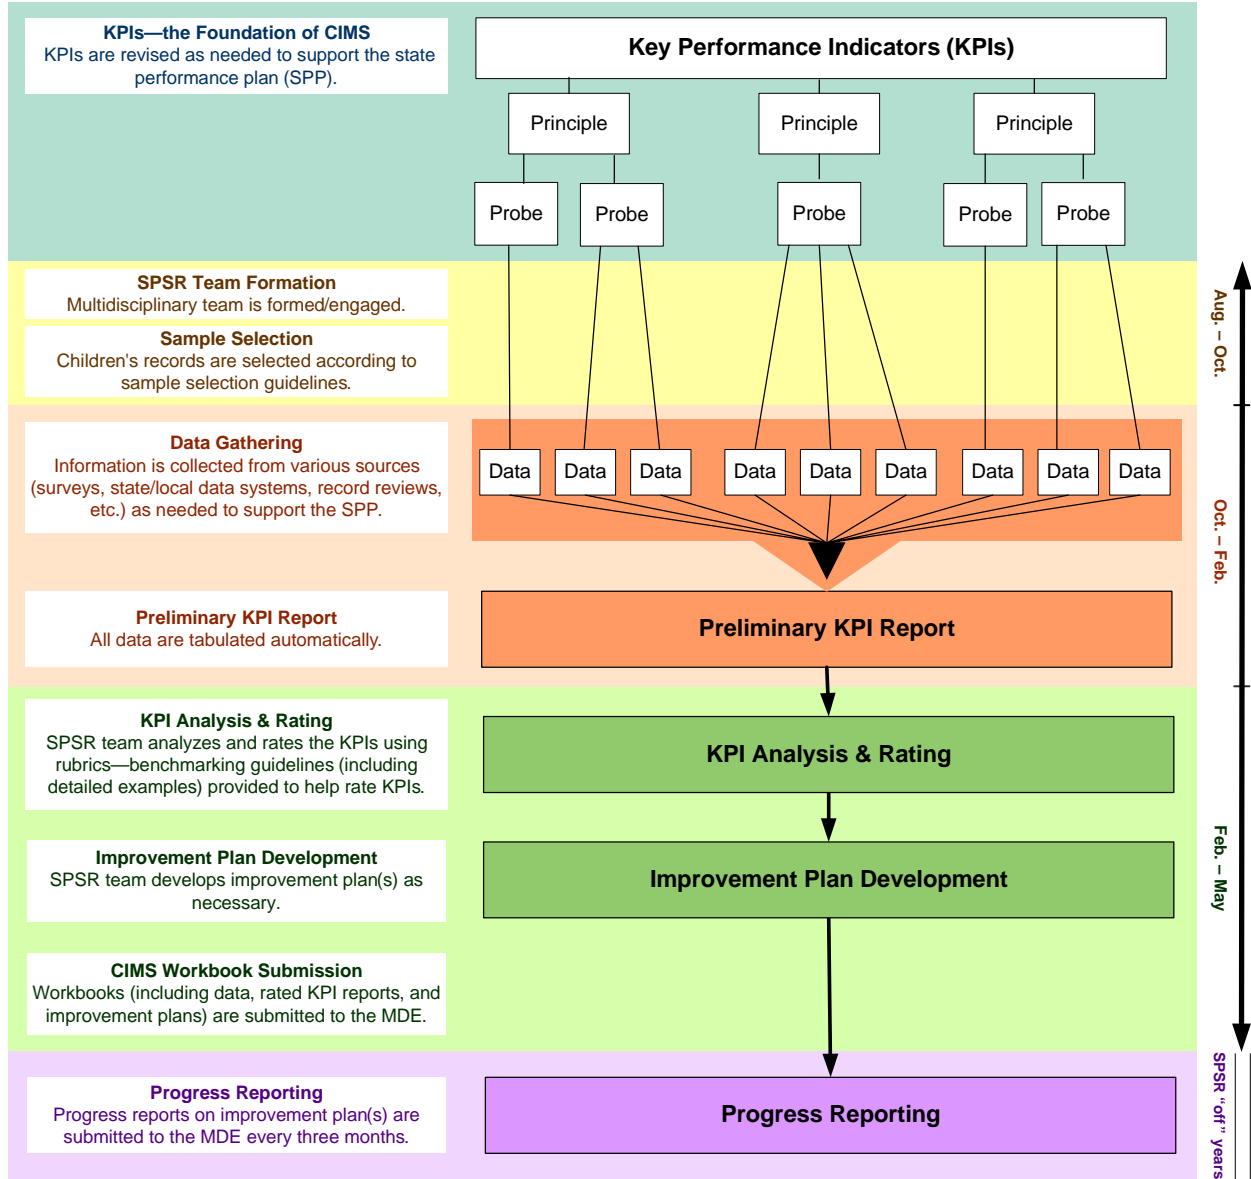 KPIs—the Foundation of CIMS
KPIs are revised as needed to support the state
performance plan (SPP).
Key Performance Indicators (KPIs)
Principle
Principle
Principle
Probe
Probe
Probe
Probe
Probe
SPSR Team Formation
Multidisciplinary team is formed/engaged.
Sample Selection
Children's records are selected according to
sample selection guidelines.
Aug. – Oct.
Data Gathering
Information is collected from various sources
(surveys, state/local data systems, record reviews,
etc.) as needed to support the SPP.
Data
Data
Data
Data
Data
Data
Data
Data
Data
Oct. – Feb.
Preliminary KPI Report
All data are tabulated automatically.
Preliminary KPI Report
KPI Analysis & Rating
SPSR team analyzes and rates the KPIs using
rubrics—benchmarking guidelines (including
detailed examples) provided to help rate KPIs.
KPI Analysis & Rating
Improvement Plan Development
SPSR team develops improvement plan(s) as
necessary.
Improvement Plan Development
Feb. – May
CIMS Workbook Submission
Workbooks (including data, rated KPI reports, and
improvement plans) are submitted to the MDE.
Progress Reporting
Progress reports on improvement plan(s) are
submitted to the MDE every three months.
Progress Reporting
SPSR “off” years